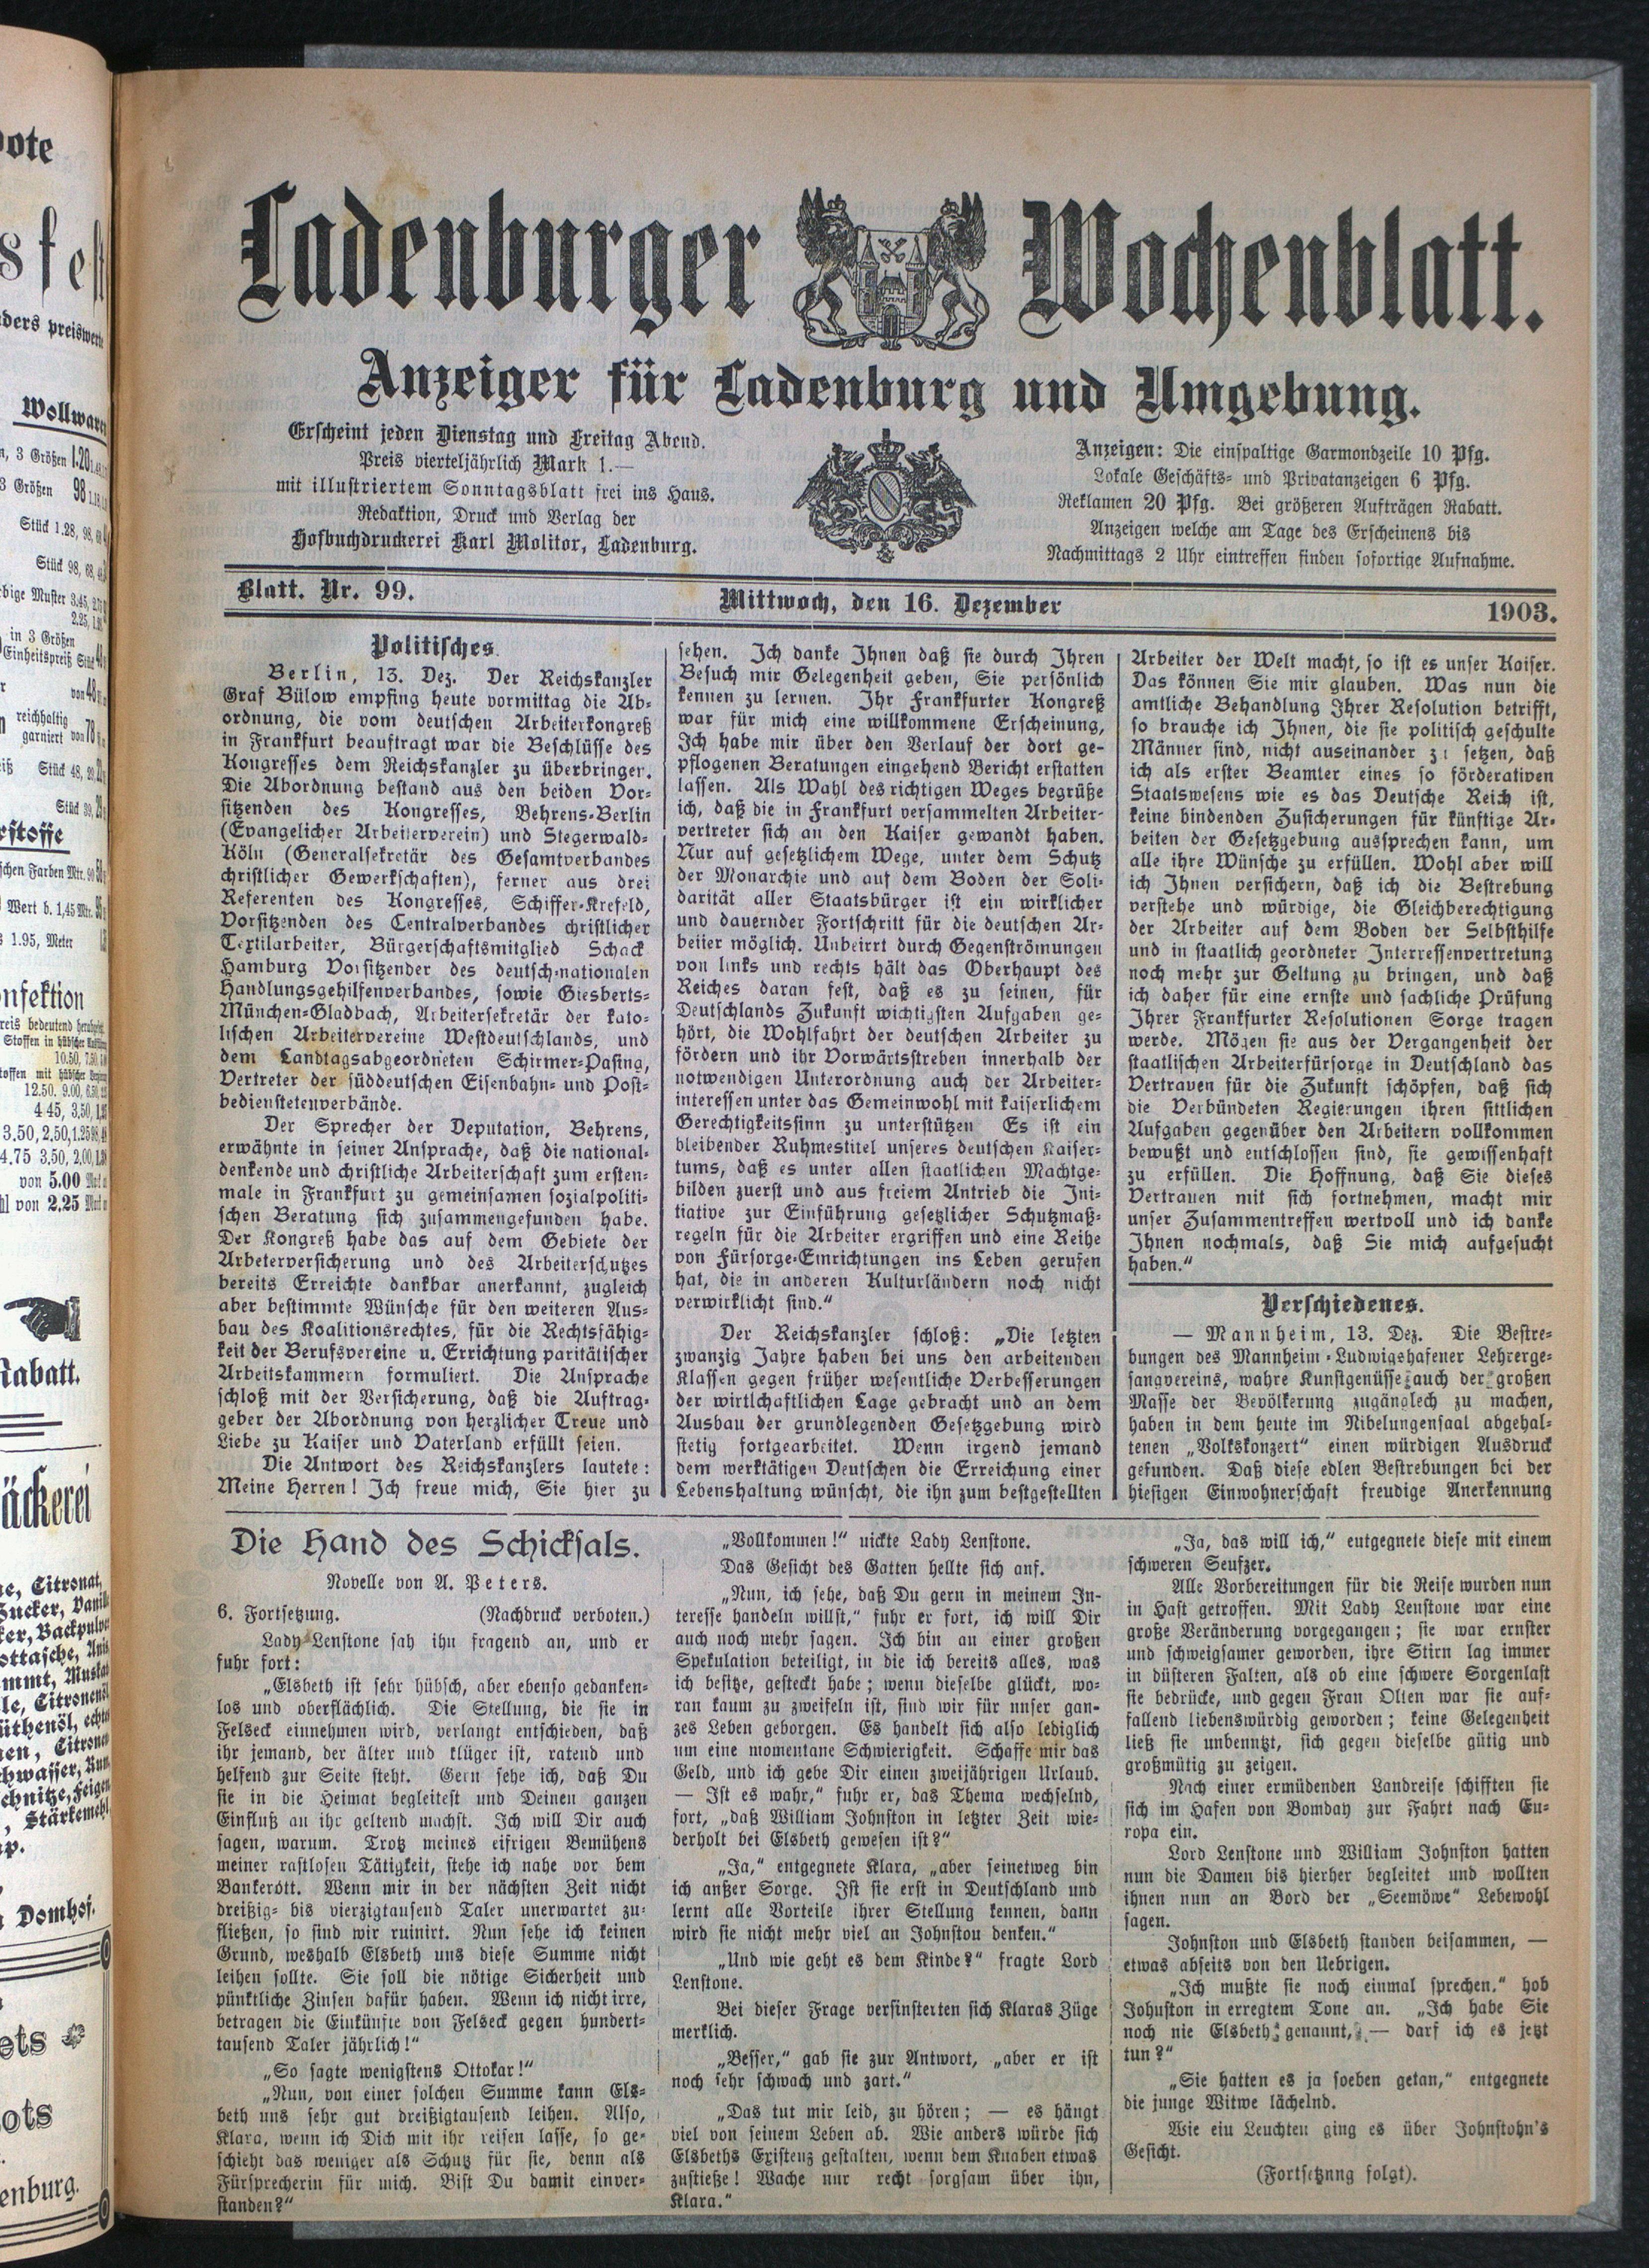 Ladenburger Wochenblatt.
Anzeiger für Ladenburg und Umgebung.
Erscheint jeden Dienstag und Freitag Abend.
Preis vierteljährlich Mark 1.—
mit illustriertem Sonntagsblatt frei ins Haus.
Redaktion, Druck und Verlag der
Hofbuchdruckerei Karl Molitor, Ladenburg.
Anzeigen: Die einspaltige Garmondzeile 10 Pfg.
Lokale Geschäfts- und Privatanzeigen 6 Pfg.
Reklamen 20 Pfg. Bei größeren Aufträgen Rabatt.
Anzeigen welche am Tage des Erscheinens bis
Nachmittags 2 Uhr eintreffen finden sofortige Aufnahme.
Blatt. Nr. 99.
Mittwoch, den 16. Dezember
1903.
Politisches.
Berlin, 13. Dez. Der Reichskanzler
Graf Bülow empfing heute vormittag die Ab-
ordnung, die vom deutschen Arbeiterkongreß
in Frankfurt beauftragt war die Beschlüsse des
Kongresses dem Reichskanzler zu überbringer.
Die Abordnung bestand aus den beiden Vor-
sitzenden des Kongresses, Behrens-Berlin
(Evangelicher Arbeiterverein) und Stegerwald-
Köln (Generalsekretär des Gesamtverbandes
christlicher Gewerkschaften), ferner aus drei
Referenten des Kongresses, Schiffer-Krefeld,
Vorsitzenden des Centralverbandes christlicher
Textilarbeiter, Bürgerschaftsmitglied Schack
Hamburg Vorsitzender des deutsch-nationalen
Handlungsgehilfenverbandes, sowie Giesberts-
München-Gladbach, Arbeitersekretär der kato-
lischen Arbeitervereine Westdeutschlands, und
dem Landtagsabgeordneten Schirmer-Pasing,
Vertreter der süddeutschen Eisenbahn- und Post-
bedienstetenverbände.
Der Sprecher der Deputation, Behrens,
erwähnte in seiner Ansprache, daß die national-
denkende und christliche Arbeiterschaft zum ersten-
male in Frankfurt zu gemeinsamen sozialpoliti-
schen Beratung sich zusammengefunden habe.
Der Kongreß habe das auf dem Gebiete der
Arbeterversicherung und des Arbeiterschutzes
bereits Erreichte dankbar anerkannt, zugleich
aber bestimmte Wünsche für den weiteren Aus-
bau des Koalitionsrechtes, für die Rechtsfähig-
keit der Berufsvereine u. Errichtung paritätischer
Arbeitskammern formuliert. Die Ansprache
schloß mit der Versicherung, daß die Auftrag-
geber der Abordnung von herzlicher Treue und
Liebe zu Kaiser und Vaterland erfüllt seien.
Die Antwort des Reichskanzlers lautete:
Meine Herren! Ich freue mich, Sie hier zu
sehen. Ich danke Ihnen daß sie durch Ihren
Besuch mir Gelegenheit geben, Sie persönlich
kennen zu lernen. Ihr Frankfurter Kongreß
war für mich eine willkommene Erscheinung,
Ich habe mir über den Verlauf der dort ge-
pflogenen Beratungen eingehend Bericht erstatten
lassen. Als Wahl des richtigen Weges begrüße
ich, daß die in Frankfurt versammelten Arbeiter-
vertreter sich an den Kaiser gewandt haben.
Nur auf gesetzlichem Wege, unter dem Schutz
der Monarchie und auf dem Boden der Soli-
darität aller Staatsbürger ist ein wirklicher
und dauernder Fortschritt für die deutschen Ar-
beiter möglich. Unbeirrt durch Gegenströmungen
von links und rechts hält das Oberhaupt des
Reiches daran fest, daß es zu seinen, für
Deutschlands Zukunft wichtigsten Aufgaben ge-
hört, die Wohlfahrt der deutschen Arbeiter zu
fördern und ihr Vorwärtsstreben innerhalb der
notwendigen Unterordnung auch der Arbeiter-
interessen unter das Gemeinwohl mit kaiserlichem
Gerechtigkeitsfinn zu unterstützen Es ist ein
bleibender Ruhmestitel unseres deutschen Kaiser-
tums, daß es unter allen staatlichen Machtge-
bilden zuerst und aus freiem Antrieb die Ini-
tiative zur Einführung gesetzlicher Schutzmaß-
regeln für die Arbeiter ergriffen und eine Reihe
von Fürsorge-Einrichtungen ins Leben gerufen
hat, die in anderen Kulturländern noch nicht
verwirklicht sind."
Der Reichskanzler schloß: „Die letzten
zwanzig Jahre haben bei uns den arbeitenden
Klassen gegen früher wesentliche Verbesserungen
der wirtlchaftlichen Lage gebracht und an dem
Ausbau der grundlegenden Gesetzgebung wird
stetig fortgearbeitet. Wenn irgend jemand
dem werktätigen Deutschen die Erreichung einer
Lebenshaltung wünscht, die ihn zum bestgestellten
Arbeiter der Welt macht, so ist es unser Kaiser.
Das können Sie mir glauben. Was nun die
amtliche Behandlung Ihrer Resolution betrifft,
so brauche ich Ihnen, die sie politisch geschulte
Männer sind, nicht auseinander zu setzen, daß
ich als erster Beamter eines so förderativen
Staatswesens wie es das Deutsche Reich ist,
keine bindenden Zusicherungen für künftige Ar-
beiten der Gesetzgebung aussprechen kann, um
alle ihre Wünsche zu erfüllen. Wohl aber will
ich Ihnen versichern, daß ich die Bestrebung
verstehe und würdige, die Gleichberechtigung
der Arbeiter auf dem Boden der Selbsthilfe
und in staatlich geordneter Interressenvertretung
noch mehr zur Geltung zu bringen, und daß
ich daher für eine ernste und sachliche Prüfung
Ihrer Frankfurter Resolutionen Sorge tragen
werde. Mögen sie aus der Vergangenheit der
staatlischen Arbeiterfürsorge in Deutschland das
Vertrauen für die Zukunft schöpfen, daß sich
die Verbündeten Regierungen ihren sittlichen
Aufgaben gegenüber den Arbeitern vollkommen
bewußt und entschlossen sind, sie gewissenhaft
zu erfüllen. Die Hoffnung, daß Sie dieses
Vertrauen mit sich fortnehmen, macht mir
unser Zusammentreffen wertvoll und ich danke
Ihnen nochmals, daß Sie mich aufgesucht
haben."
Verschiedenes.
— Mannheim, 13. Dez. Die Bestre-
bungen des Mannheim-Ludwigshafener Lehrerge-
sangvereins, wahre Kunstgenüsse auch der großen
Masse der Bevölkerung zugänglech zu machen,
haben in dem heute im Nibelungensaal abgehal-
tenen „Volkskonzert" einen würdigen Ausdruck
gefunden. Daß diese edlen Bestrebungen bei der
hiesigen Einwohnerschaft freudige Anerkennung
Die Hand des Schicksals.
Novelle von A. Peters.
6. Fortsetzung. (Nachdruck verboten.)
Lady Lenstone sah ihn fragend an, und er
fuhr fort:
„Elsbeth ist sehr hübsch, aber ebenso gedanken-
los und oberflächlich. Die Stellung, die sie in
Felseck einnehmen wird, verlangt entschieden, daß
ihr jemand, der älter und klüger ist, ratend und
helfend zur Seite steht. Gern sehe ich, daß Du
sie in die Heimat begleitest und Deinen ganzen
Einfluß an ihr geltend machst. Ich will Dir auch
sagen, warum. Trotz meines eifrigen Bemühens
meiner rastlosen Tätigkeit, stehe ich nahe vor dem
Bankerott. Wenn mir in der nächsten Zeit nicht
dreißig- bis vierzigtausend Taler unerwartet zu-
fließen, so sind wir ruinirt. Nun sehe ich keinen
Grund, weshalb Elsbeth uns diese Summe nicht
leihen sollte. Sie soll die nötige Sicherheit und
pünktliche Zinsen dafür haben. Wenn ich nicht irre,
betragen die Einkünfte von Felseck gegen hundert-
tausend Taler jährlich!"
„So sagte wenigstens Ottokar!"
„Nun, von einer solchen Summe kann Els-
beth uns sehr gut dreißigtausend leihen. Also,
Klara, wenn ich Dich mit ihr reisen lasse, so ge-
schieht das weniger als Schutz für sie, denn als
Fürsprecherin für mich. Bist Du damit einver-
standen?"
„Vollkommen!" nickte Lady Lenstone.
Das Gesicht des Gatten hellte sich auf.
„Nun, ich sehe, daß Du gern in meinem In-
teresse handeln willst," fuhr er fort, ich will Dir
auch noch mehr sagen. Ich bin an einer großen
Spekulation beteiligt, in die ich bereits alles, was
ich besitze, gesteckt habe; wenn dieselbe glückt, wo-
ran kaum zu zweifeln ist, sind wir für unser gan-
zes Leben geborgen. Es handelt sich also lediglich
um eine momentane Schwierigkeit. Schaffe mir das
Geld, und ich gebe Dir einen zweijährigen Urlaub.
— Ist es wahr," fuhr er, das Thema wechselnd,
fort, „daß William Johnston in letzter Zeit wie-
derholt bei Elsbeth gewesen ist?"
„Ja," entgegnete Klara, „aber seinetweg bin
ich außer Sorge. Ist sie erst in Deutschland und
lernt alle Vorteile ihrer Stellung kennen, dann
wird sie nicht mehr viel an Johnston denken."
„Und wie geht es dem Kinde?" fragte Lord
Lenstone.
Bei dieser Frage verfinsterten sich Klaras Züge
merklich.
„Besser," gab sie zur Antwort, „aber er ist
noch sehr schwach und zart."
„Das tut mir leid, zu hören; — es hängt
viel von seinem Leben ab. Wie anders würde sich
Elsbeths Existenz gestalten, wenn dem Knaben etwas
zustieße! Wache nur recht sorgsam über ihn,
Klara."
„Ja, das will ich," entgegnete diese mit einem
schweren Seufzer.
Alle Vorbereitungen für die Reise wurden nun
in Hast getroffen. Mit Lady Lenstone war eine
große Veränderung vorgegangen; sie war ernster
und schweigsamer geworden, ihre Stirn lag immer
in düsteren Falten, als ob eine schwere Sorgenlast
sie bedrücke, und gegen Frau Olten war sie auf-
fallend liebenswürdig geworden; keine Gelegenheit
ließ sie unbenutzt, sich gegen dieselbe gütig und
großmütig zu zeigen.
Nach einer ermüdenden Landreise schifften sie
sich im Hafen von Bombay zur Fahrt nach Eu-
ropa ein.
Lord Lenstone und William Johnston hatten
nun die Damen bis hierher begleitet und wollten
ihnen nun an Bord der „Seemöwe" Lebewohl
sagen.
Johnston und Elsbeth standen beisammen, —
etwas abseits von den Uebrigen.
„Ich mußte sie noch einmal sprechen." hob
Johnston in erregtem Tone an. „Ich habe Sie
noch nie Elsbeth genannt, — darf ich es jetzt
tun?"
„Sie hatten es ja soeben getan," entgegnete
die junge Witwe lächelnd.
Wie ein Leuchten ging es über Johnstohn's
Gesicht.
(Fortsetzung folgt).
Wollwaren
Rabatt.
Domhof.